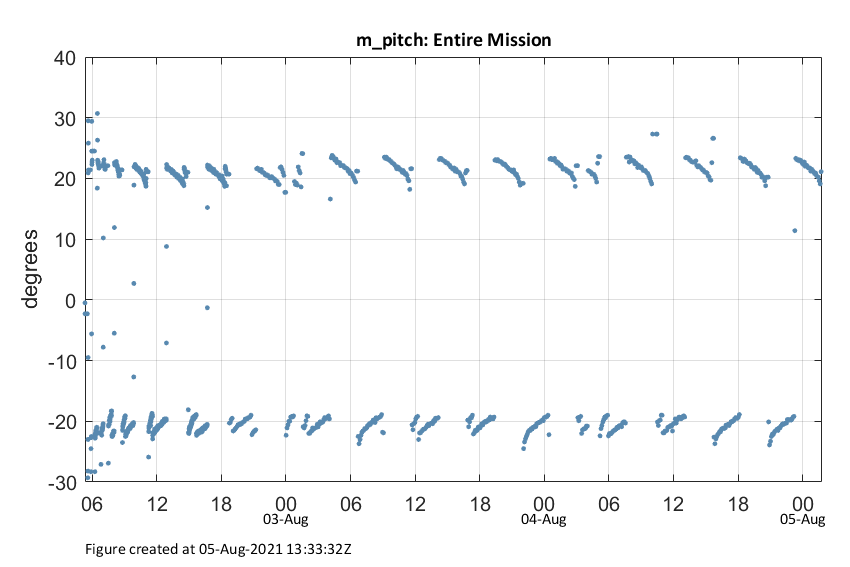 m_pitch: Entire Mission
40
30
20
10
0
-10
-20
-30
degrees
06 12 18 00 06 12 18 00 06 12 18 00
03-Aug 04-Aug 05-Aug
Figure created at 05-Aug-2021 13:33:32Z